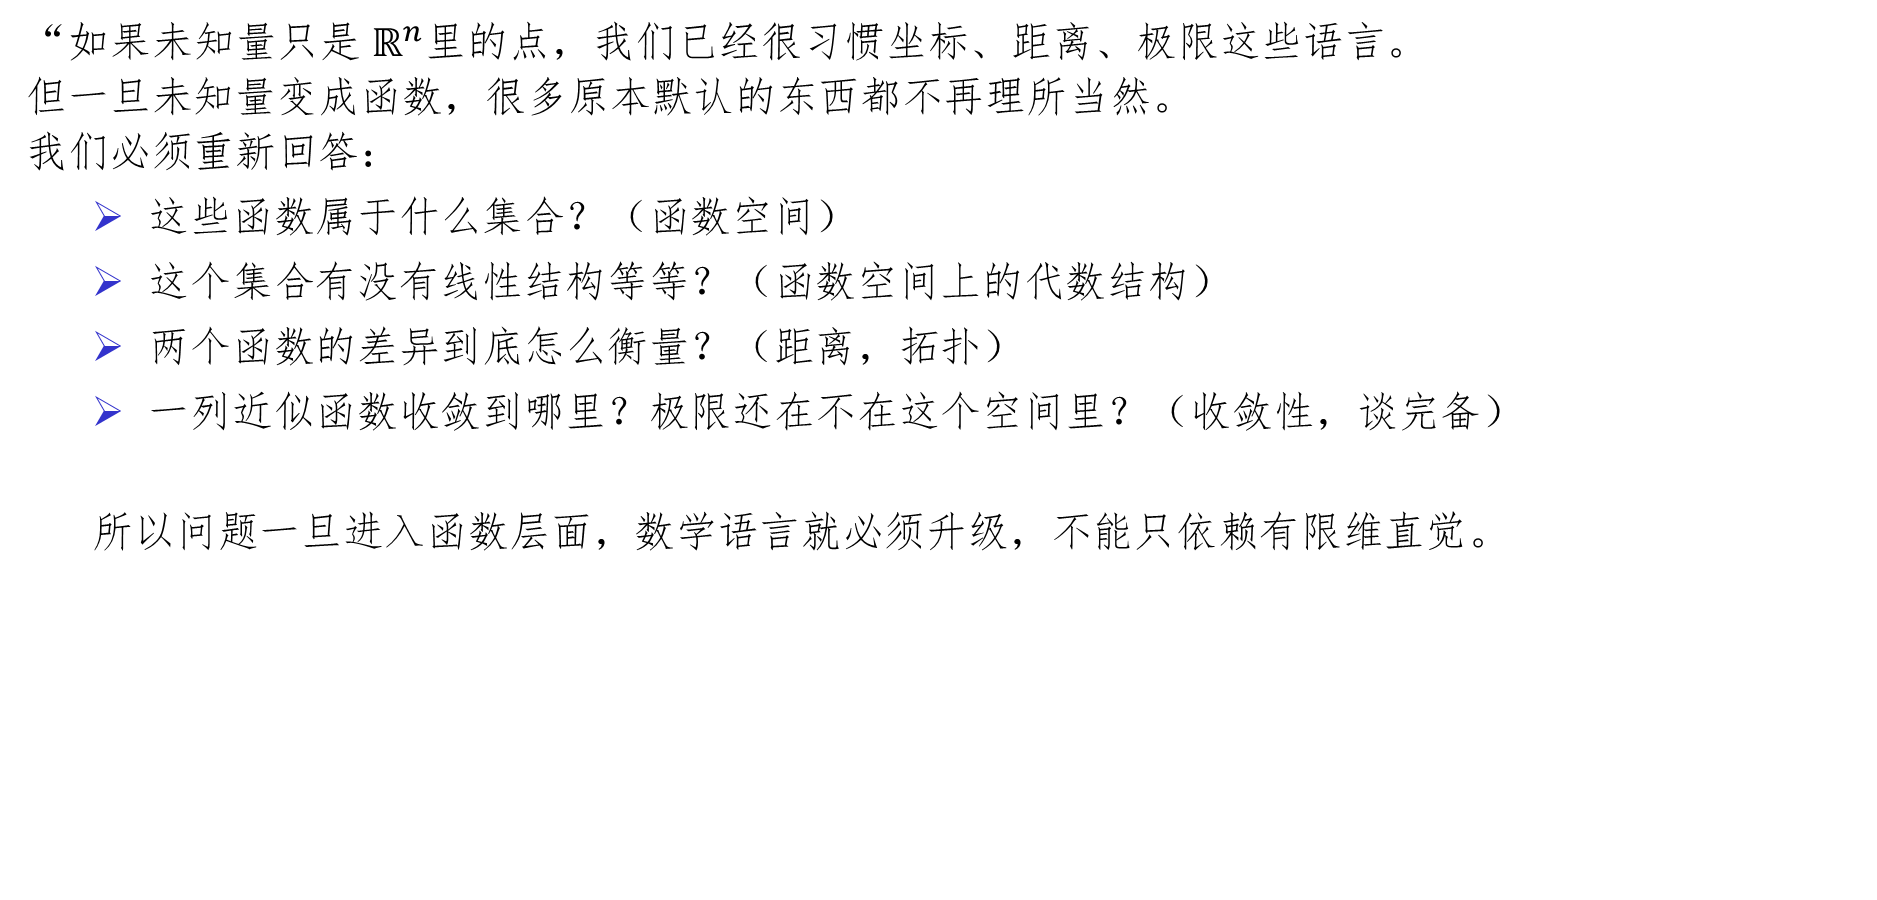 “如果未知量只是 ℝⁿ里的点，我们已经很习惯坐标、距离、极限这些语言。
但一旦未知量变成函数，很多原本默认的东西都不再理所当然。
我们必须重新回答：
➢ 这些函数属于什么集合？（函数空间）
➢ 这个集合有没有线性结构等等？（函数空间上的代数结构）
➢ 两个函数的差异到底怎么衡量？（距离，拓扑）
➢ 一列近似函数收敛到哪里？极限还在不在这个空间里？（收敛性，谈完备）
所以问题一旦进入函数层面，数学语言就必须升级，不能只依赖有限维直觉。